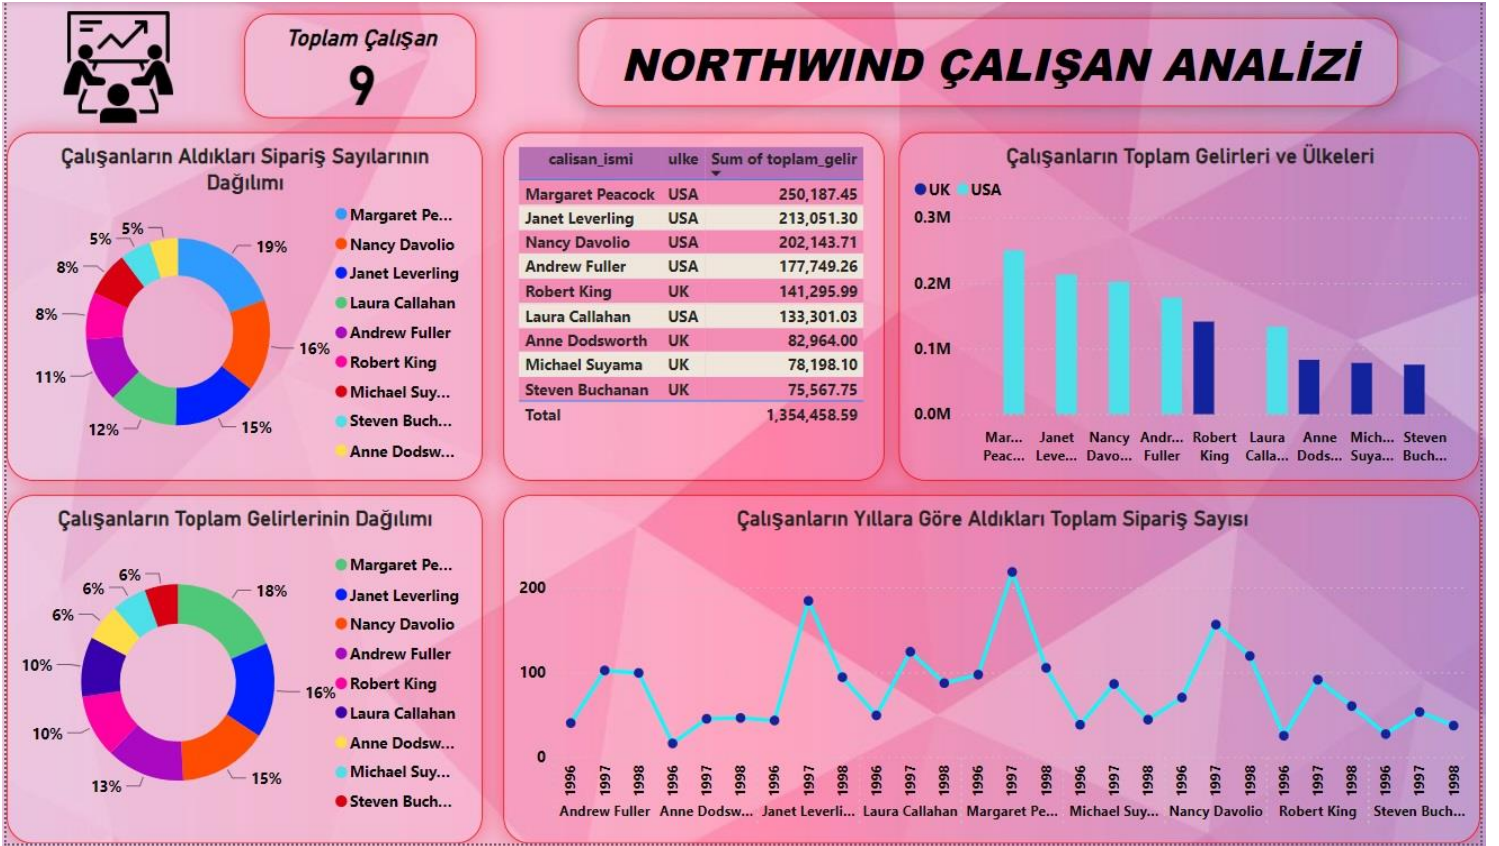 Toplam Çalışan
9
NORTHWIND ÇALIŞAN ANALİZİ
Çalışanların Aldıkları Sipariş Sayılarının
Dağılımı
19%
16%
15%
12%
11%
8%
8%
5%
5%
Margaret Pe...
Nancy Davolio
Janet Leverling
Laura Callahan
Andrew Fuller
Robert King
Michael Suy...
Steven Buch...
Anne Dodsw...
calisan_ismi ulke Sum of toplam_gelir
Margaret Peacock USA 250,187.45
Janet Leverling USA 213,051.30
Nancy Davolio USA 202,143.71
Andrew Fuller USA 177,749.26
Robert King UK 141,295.99
Laura Callahan USA 133,301.03
Anne Dodsworth UK 82,964.00
Michael Suyama UK 78,198.10
Steven Buchanan UK 75,567.75
Total 1,354,458.59
Çalışanların Toplam Gelirleri ve Ülkeleri
UK USA
0.3M
0.2M
0.1M
0.0M
Mar... Janet Nancy Andr... Robert Laura Anne Mich... Steven
Peac... Leve... Davo... Fuller King Calla... Dods... Suya... Buch...
Çalışanların Toplam Gelirlerinin Dağılımı
18%
16%
15%
13%
10%
10%
6%
6%
6%
Margaret Pe...
Janet Leverling
Nancy Davolio
Andrew Fuller
Robert King
Laura Callahan
Anne Dodsw...
Michael Suy...
Steven Buch...
Çalışanların Yıllara Göre Aldıkları Toplam Sipariş Sayısı
200
100
0
1996 1997 1998 1996 1997 1998 1996 1997 1998 1996 1997 1998 1996 1997 1998 1996 1997 1998 1996 1997 1998 1996 1997 1998 1996 1997 1998
Andrew Fuller Anne Dodsw... Janet Leverli... Laura Callahan Margaret Pe... Michael Suy... Nancy Davolio Robert King Steven Buch...